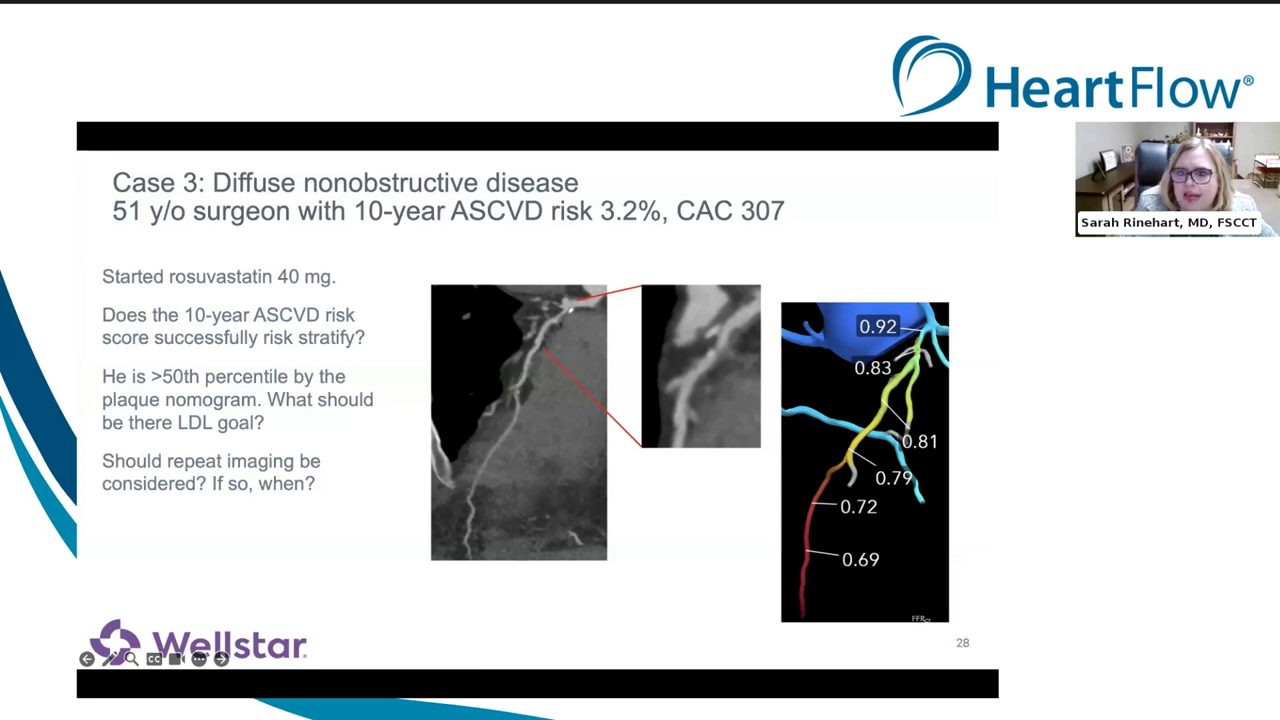 HeartFlow®
Case 3: Diffuse nonobstructive disease
51 y/o surgeon with 10-year ASCVD risk 3.2%, CAC 307
Sarah Rinehart, MD, FSCCT
Started rosuvastatin 40 mg.
Does the 10-year ASCVD risk
score successfully risk stratify?
He is >50th percentile by the
plaque nomogram. What should
be there LDL goal?
Should repeat imaging be
considered? If so, when?
0.92
0.83
0.81
0.79
0.72
0.69
FFRCT
Wellstar
CC
28